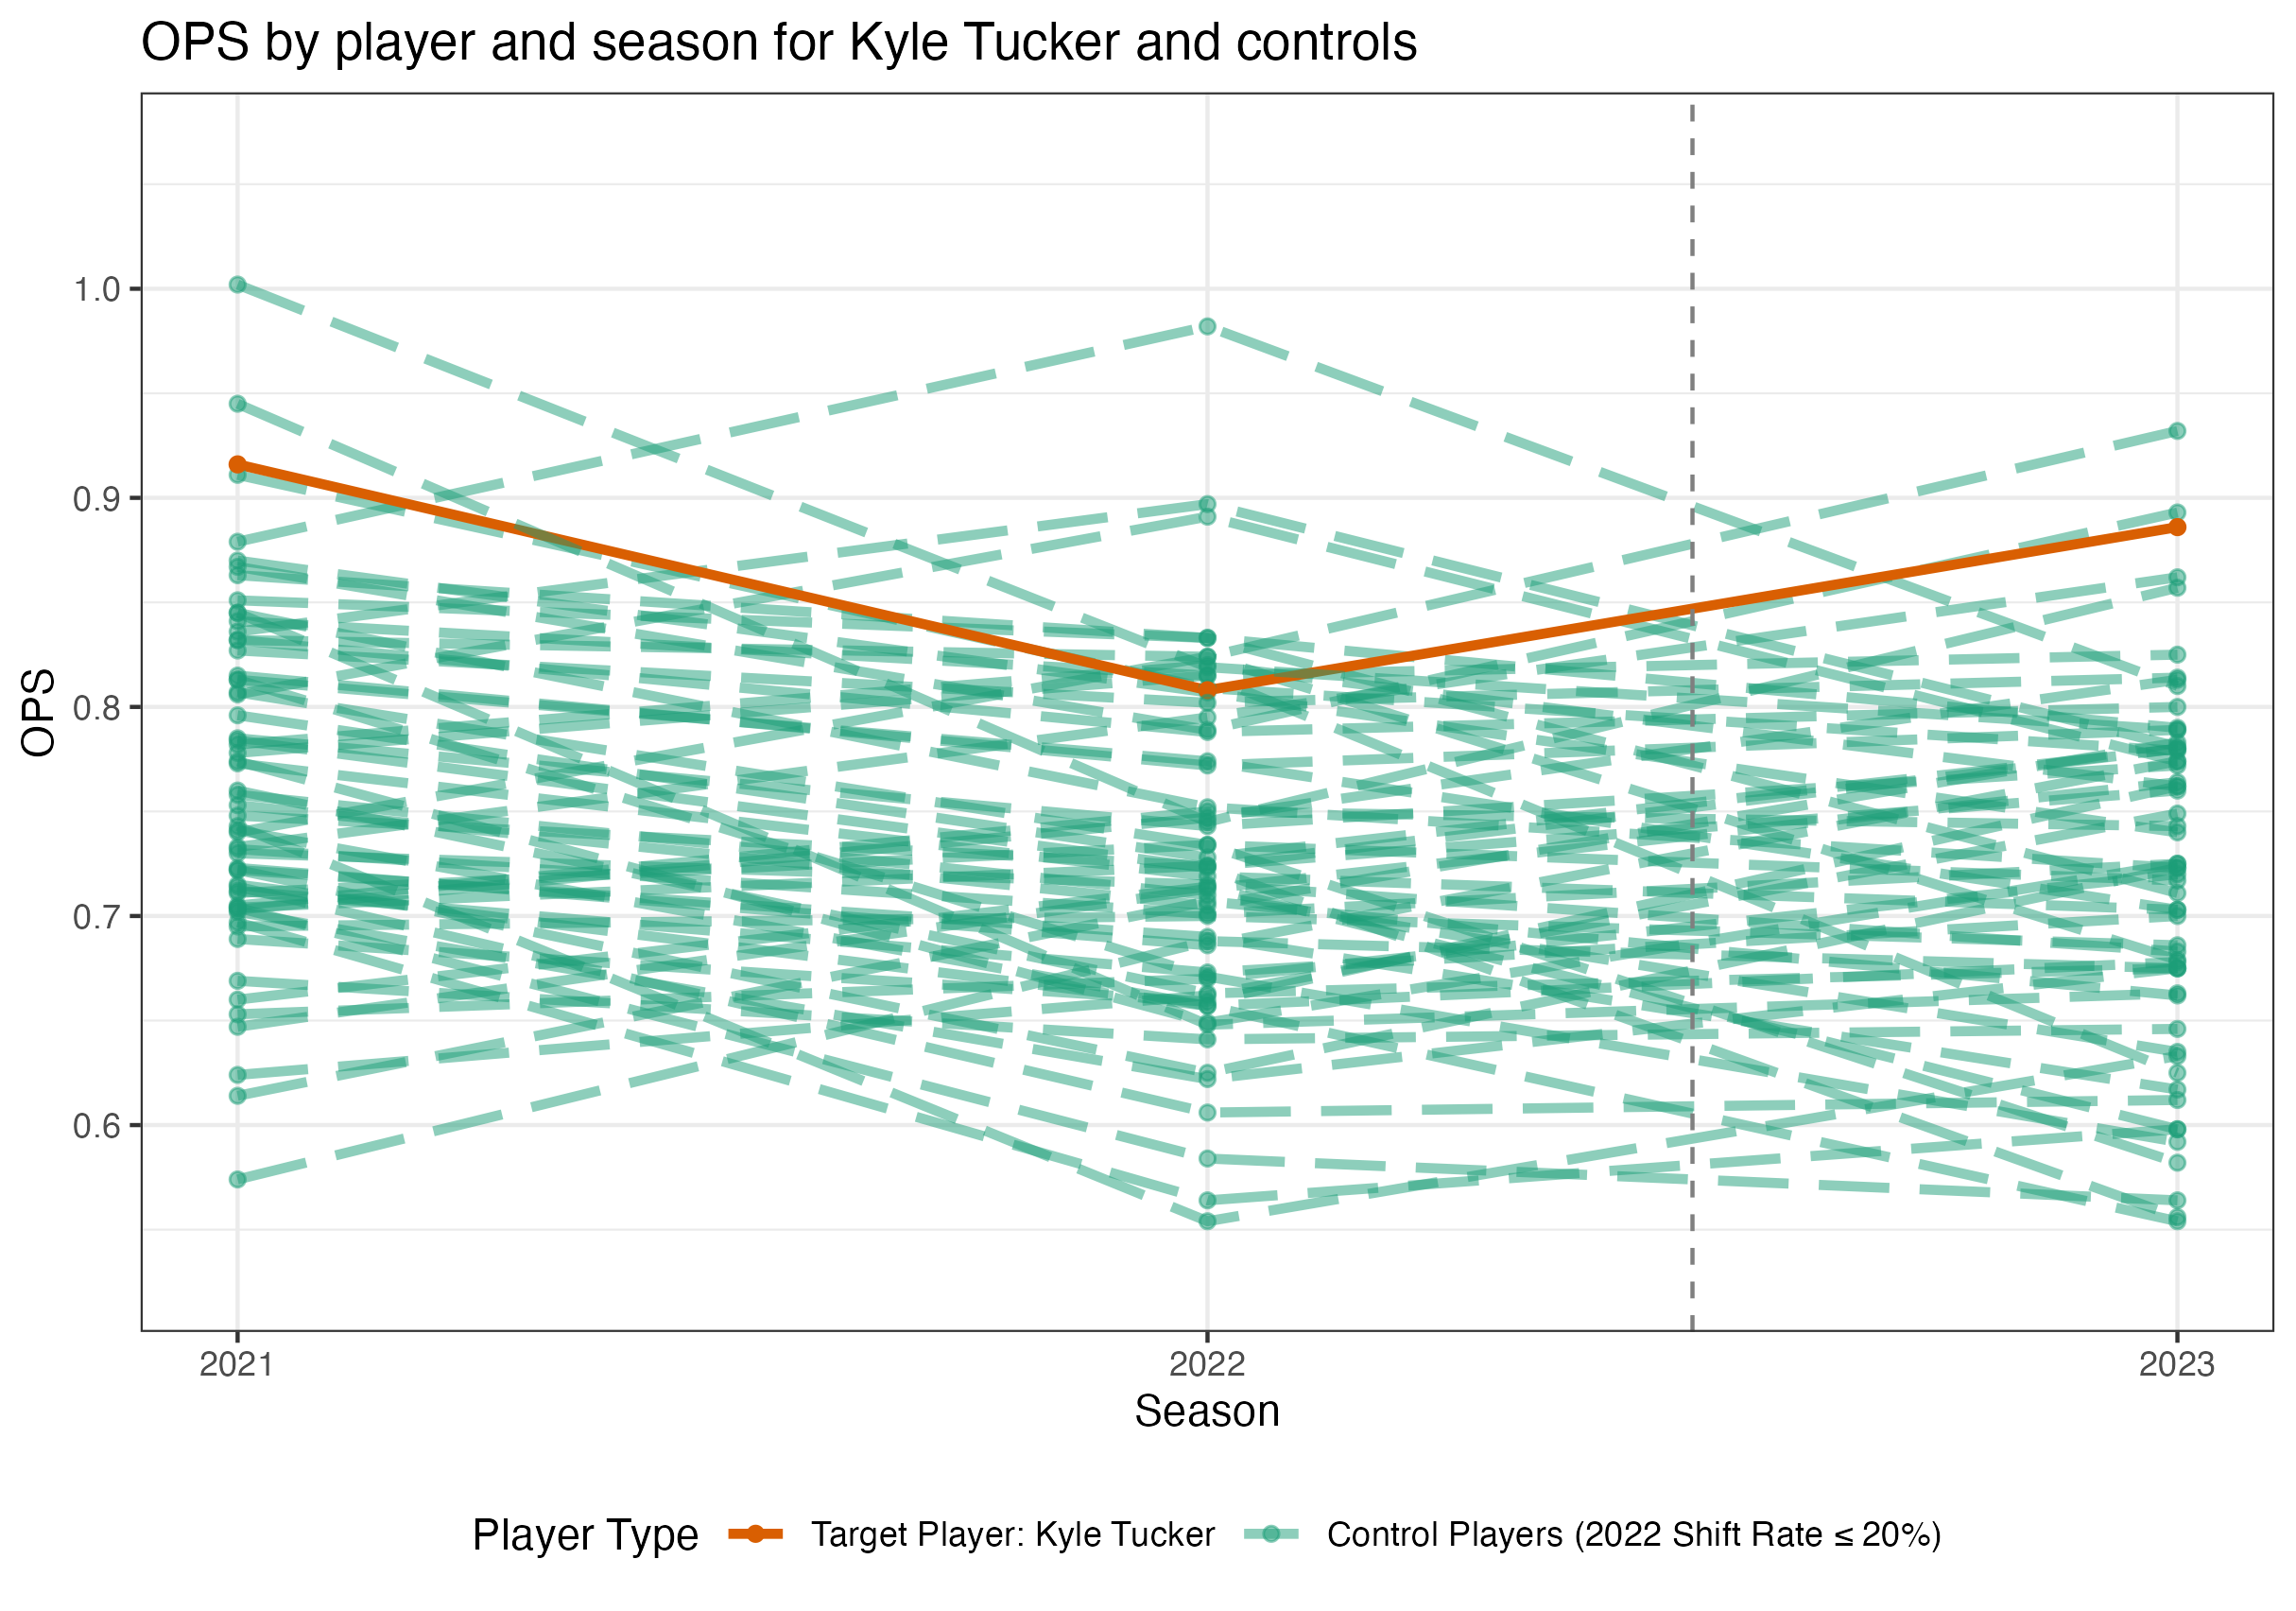 OPS by player and season for Kyle Tucker and controls
OPS
1.0
0.9
0.8
0.7
0.6
2021 2022 2023
Season
Player Type Target Player: Kyle Tucker Control Players (2022 Shift Rate ≤ 20%)